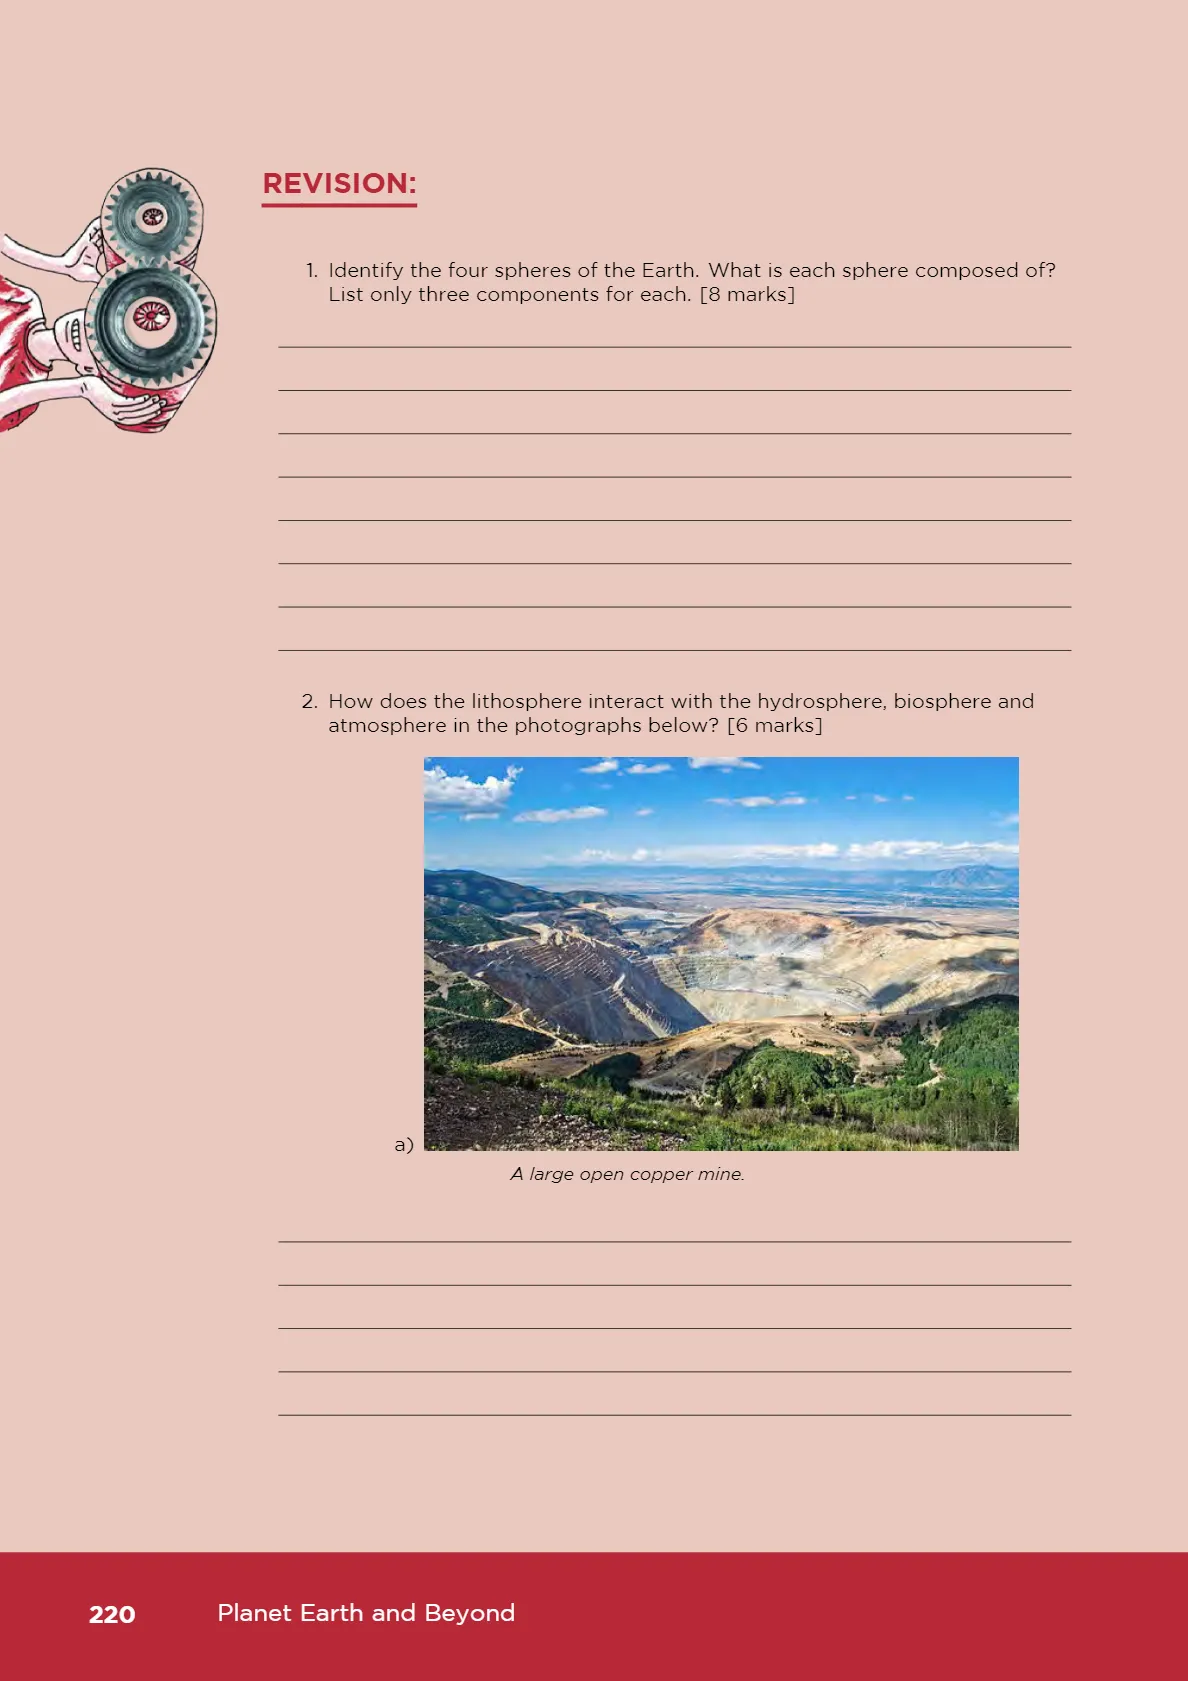 REVISION:
1. Identify the four spheres of the Earth. What is each sphere composed of?
List only three components for each. [8 marks]
2. How does the lithosphere interact with the hydrosphere, biosphere and
atmosphere in the photographs below? [6 marks]
a)
A large open copper mine.
220 Planet Earth and Beyond